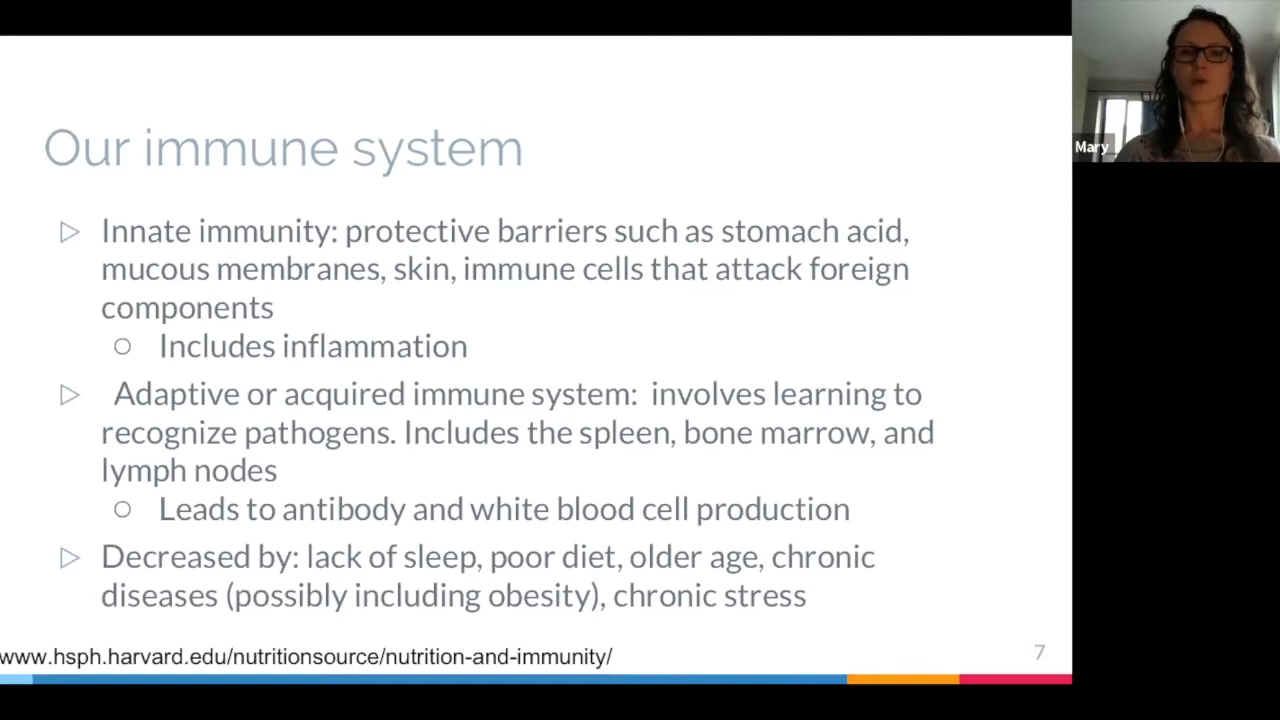 Our immune system
Innate immunity: protective barriers such as stomach acid,
mucous membranes, skin, immune cells that attack foreign
components
Includes inflammation
Adaptive or acquired immune system: involves learning to
recognize pathogens. Includes the spleen, bone marrow, and
lymph nodes
Leads to antibody and white blood cell production
Decreased by: lack of sleep, poor diet, older age, chronic
diseases (possibly including obesity), chronic stress
www.hsph.harvard.edu/nutritionsource/nutrition-and-immunity/
7
Mary